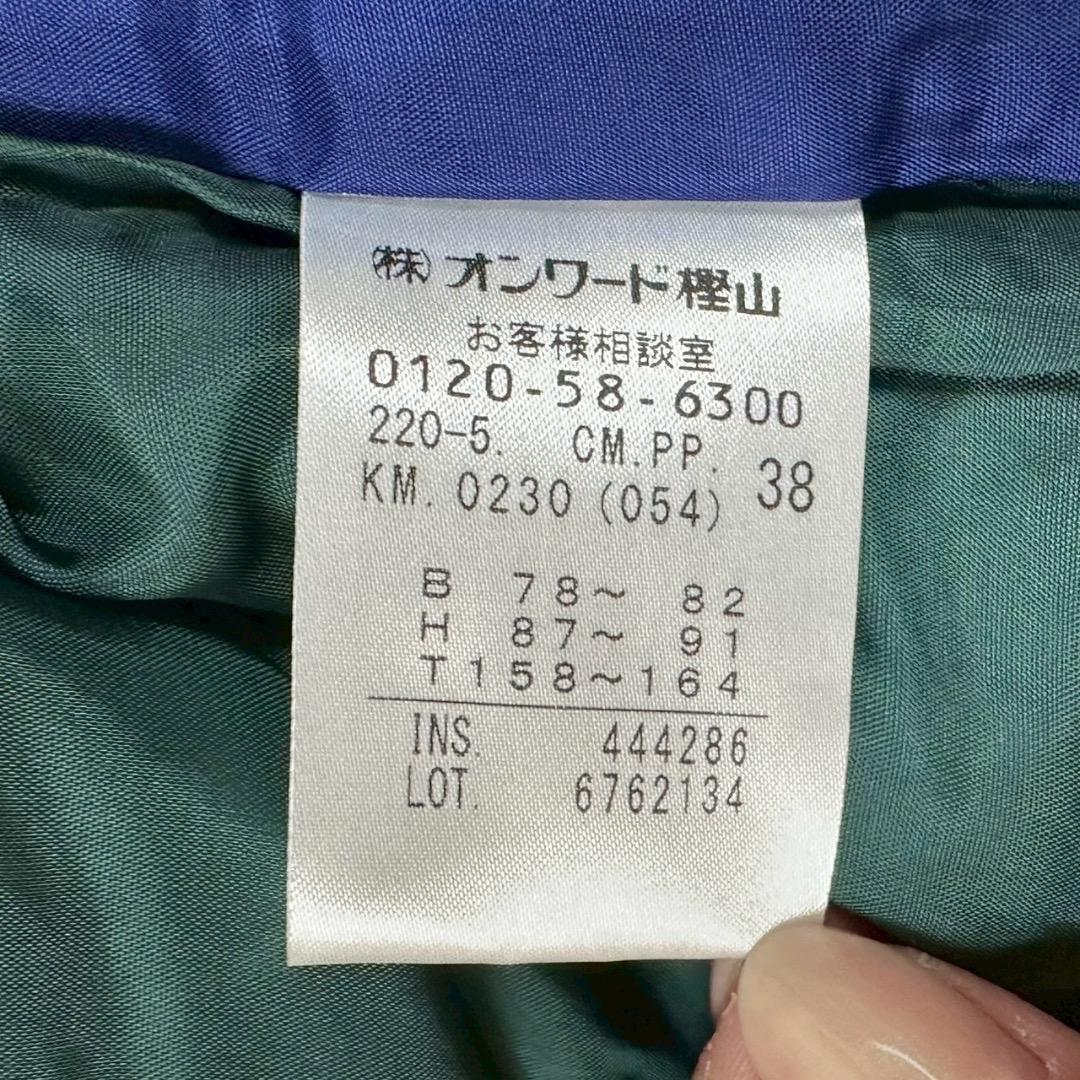 ㈱オンワード樫山
お客様相談室
0120-58-6300
220-5. CM.PP. 38
KM. 0230 (054)
B 78～ 82
H 87～ 91
T 158～164
INS. 444286
LOT. 6762134